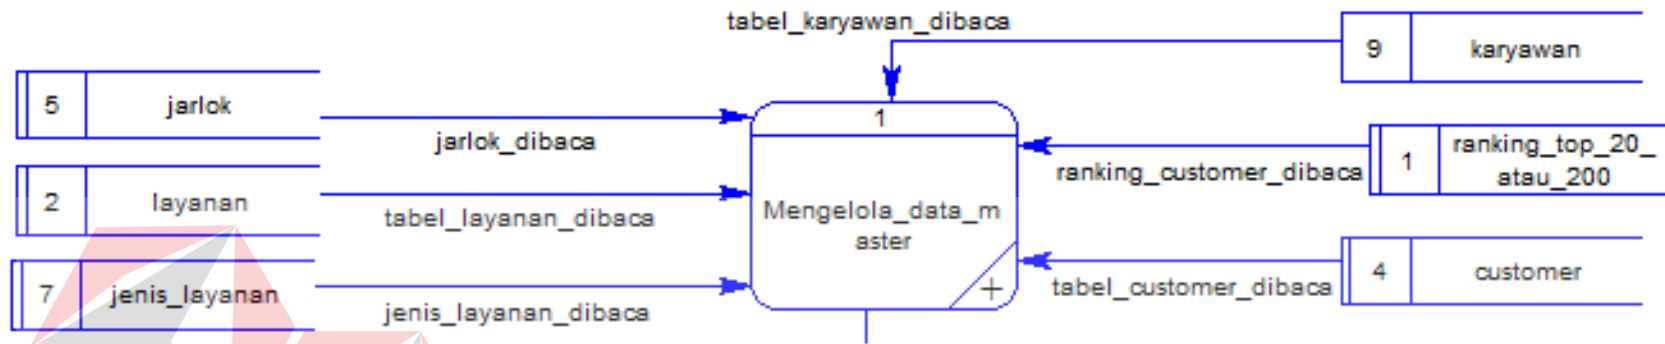 tabel_karyawan_dibaca
9 karyawan
5 jarlok
1
jarlok_dibaca
1 ranking_top_20_
atau_200
ranking_customer_dibaca
2 layanan
tabel_layanan_dibaca
Mengelola_data_m
aster
4 customer
tabel_customer_dibaca
7 jenis_layanan
jenis_layanan_dibaca
+